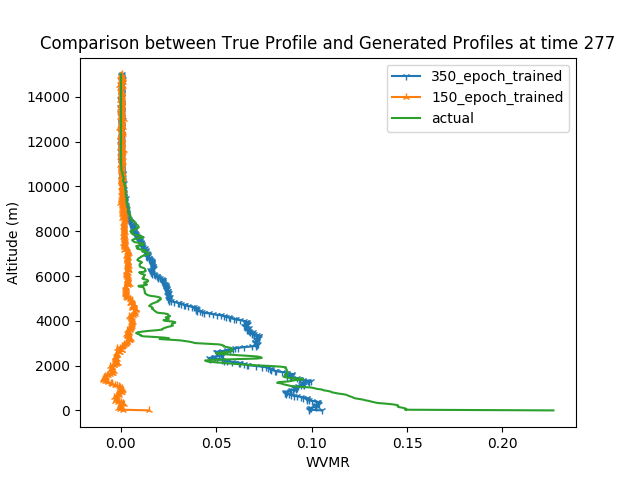 Comparison between True Profile and Generated Profiles at time 277
350_epoch_trained
150_epoch_trained
actual
Altitude (m)
14000
12000
10000
8000
6000
4000
2000
0
0.00 0.05 0.10 0.15 0.20
WVMR